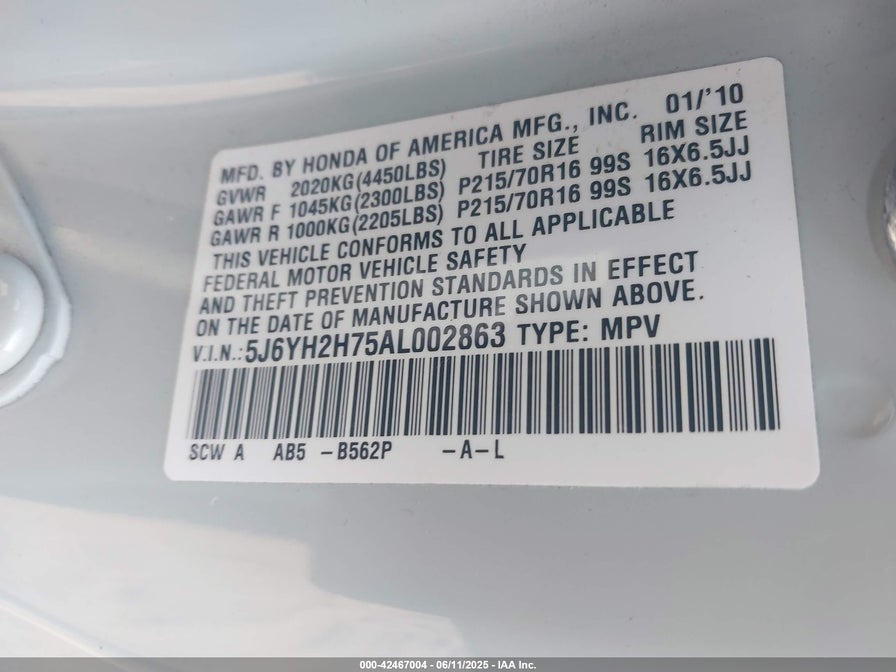 MFD. BY HONDA OF AMERICA MFG., INC. 01/'10
GVWR 2020KG(4450LBS) TIRE SIZE RIM SIZE
GAWR F 1045KG(2300LBS) P215/70R16 99S 16X6.5JJ
GAWR R 1000KG(2205LBS) P215/70R16 99S 16X6.5JJ
THIS VEHICLE CONFORMS TO ALL APPLICABLE
FEDERAL MOTOR VEHICLE SAFETY
AND THEFT PREVENTION STANDARDS IN EFFECT
ON THE DATE OF MANUFACTURE SHOWN ABOVE.
V.I.N.:5J6YH2H75AL002863 TYPE: MPV
SCW A AB5 -B562P -A-L
000-42467004 - 06/11/2025 - IAA Inc.